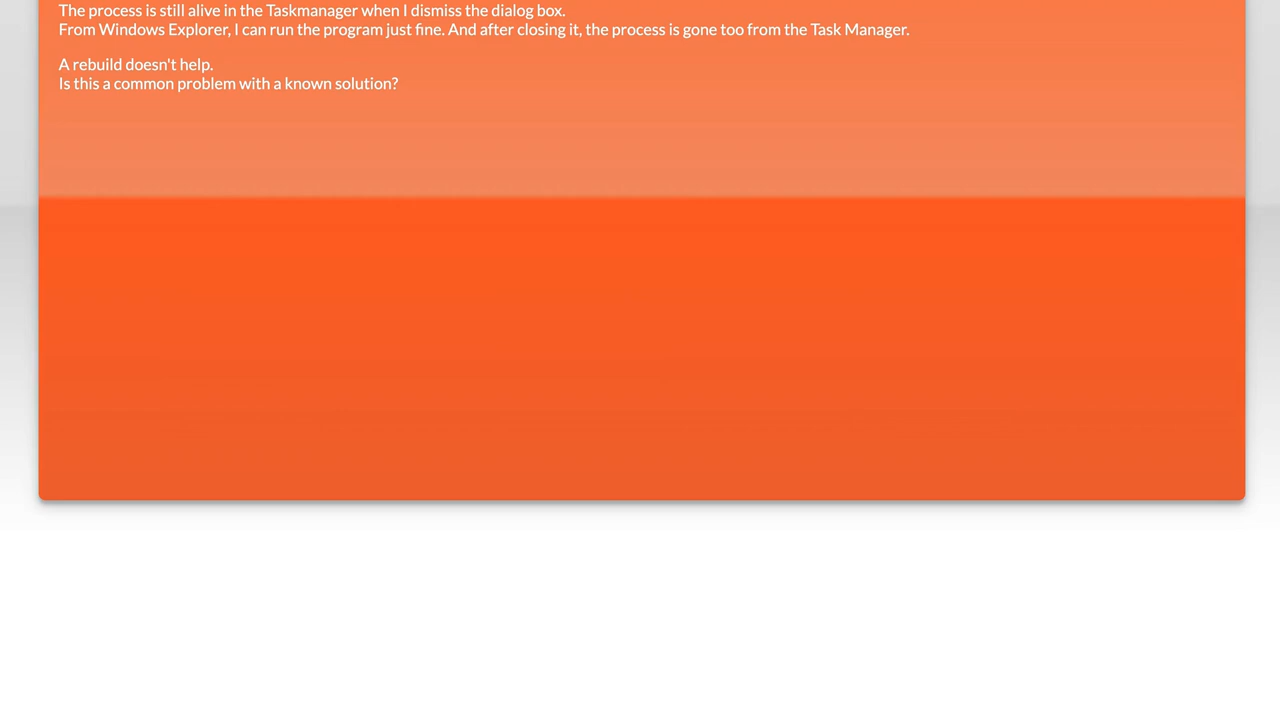 The process is still alive in the Taskmanager when I dismiss the dialog box.
From Windows Explorer, I can run the program just fine. And after closing it, the process is gone too from the Task Manager.
A rebuild doesn't help.
Is this a common problem with a known solution?